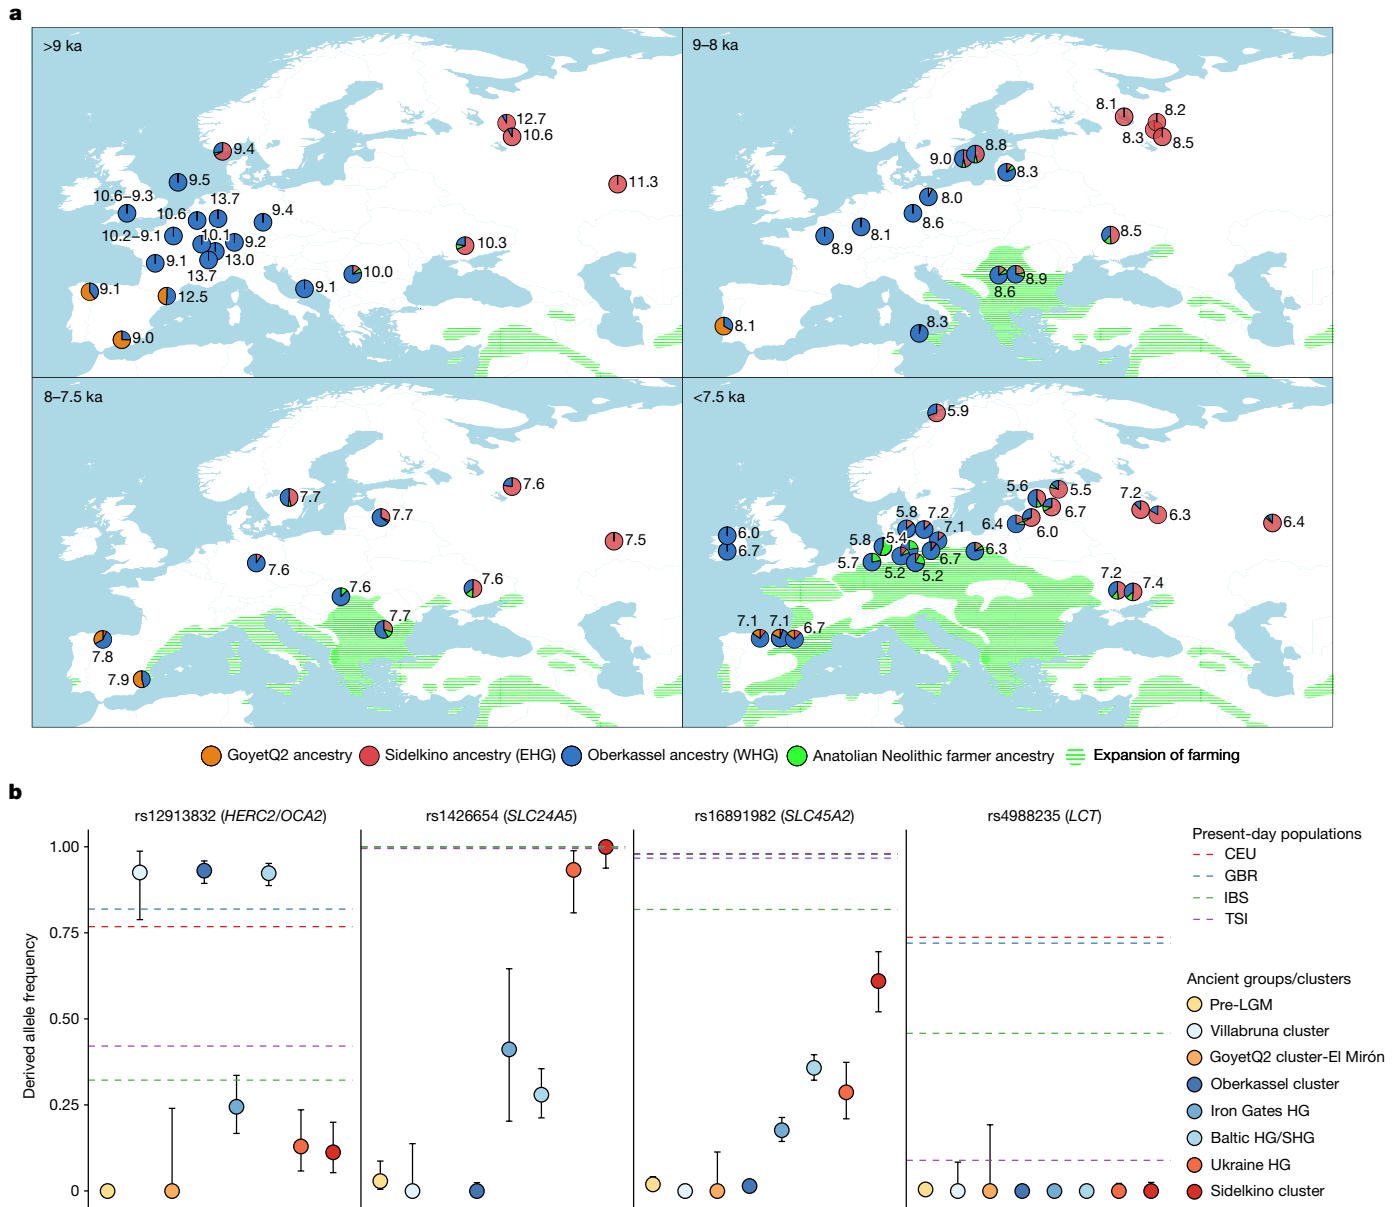 a
>9 ka
12.7
10.6
9.4
11.3
9.5
10.6–9.3
13.7
10.6
9.4
10.2–9.1
10.1
9.2
10.3
13.0
9.1
13.7
10.0
9.1
9.1
12.5
9.0
9–8 ka
8.1
8.2
8.3
8.5
8.8
9.0
8.3
8.0
8.6
8.1
8.9
8.5
8.9
8.6
8.3
8.1
8–7.5 ka
7.6
7.7
7.7
7.5
7.6
7.6
7.6
7.7
7.8
7.9
<7.5 ka
5.9
5.6
5.5
7.2
6.7
6.3
6.4
6.4
6.0
5.8
7.2
7.1
6.0
5.8
5.4
6.7
6.7
6.3
5.7
5.2
5.2
7.2
7.4
7.1
7.1
6.7
GoyetQ2 ancestry
Sidelkino ancestry (EHG)
Oberkassel ancestry (WHG)
Anatolian Neolithic farmer ancestry
Expansion of farming
b
rs12913832 (HERC2/OCA2)
rs1426654 (SLC24A5)
rs16891982 (SLC45A2)
rs4988235 (LCT)
Derived allele frequency
1.00
0.75
0.50
0.25
0
Present-day populations
CEU
GBR
IBS
TSI
Ancient groups/clusters
Pre-LGM
Villabruna cluster
GoyetQ2 cluster-El Mirón
Oberkassel cluster
Iron Gates HG
Baltic HG/SHG
Ukraine HG
Sidelkino cluster